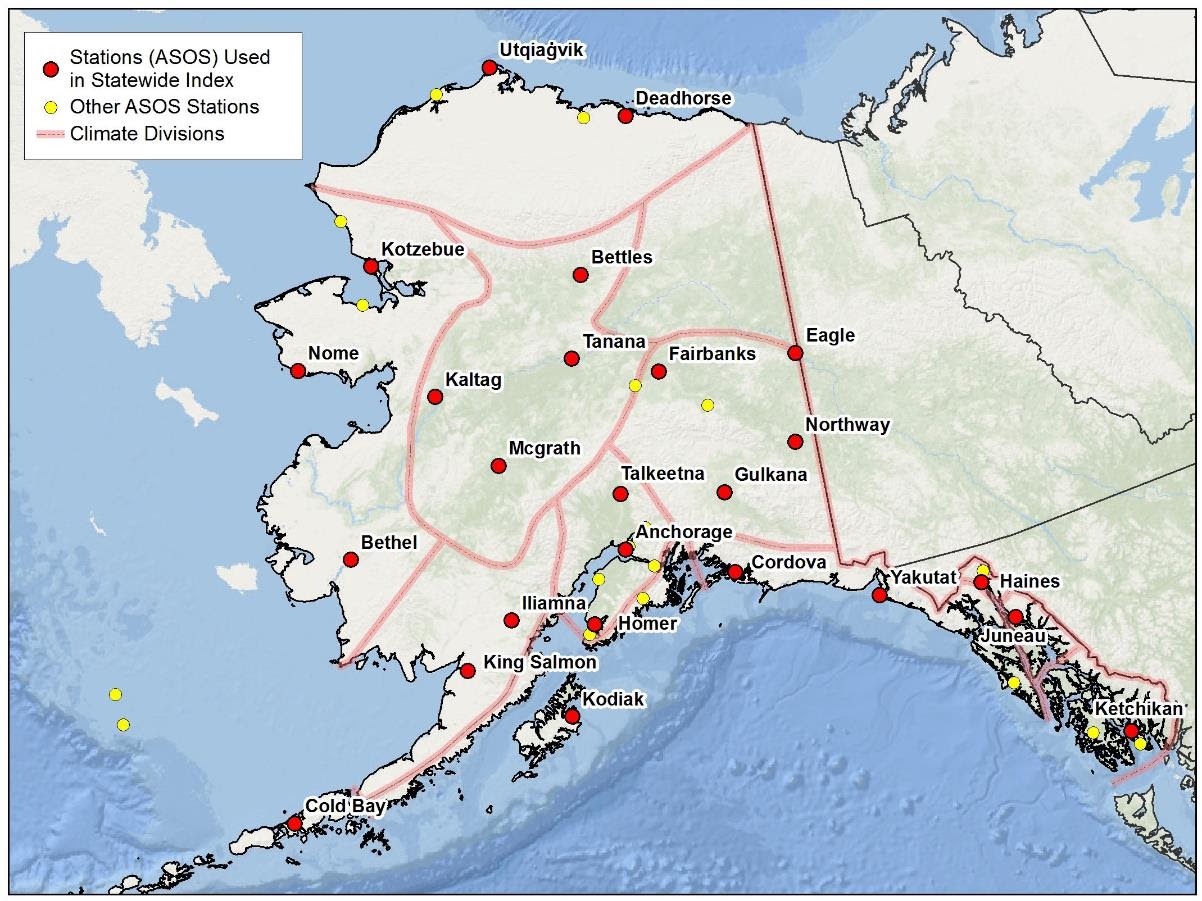 Stations (ASOS) Used
in Statewide Index
Other ASOS Stations
Climate Divisions
Utqiaġvik
Deadhorse
Kotzebue
Bettles
Nome
Tanana
Fairbanks
Eagle
Kaltag
Northway
Mcgrath
Talkeetna
Gulkana
Bethel
Anchorage
Cordova
Yakutat
Haines
Iliamna
Homer
Juneau
King Salmon
Kodiak
Ketchikan
Cold Bay